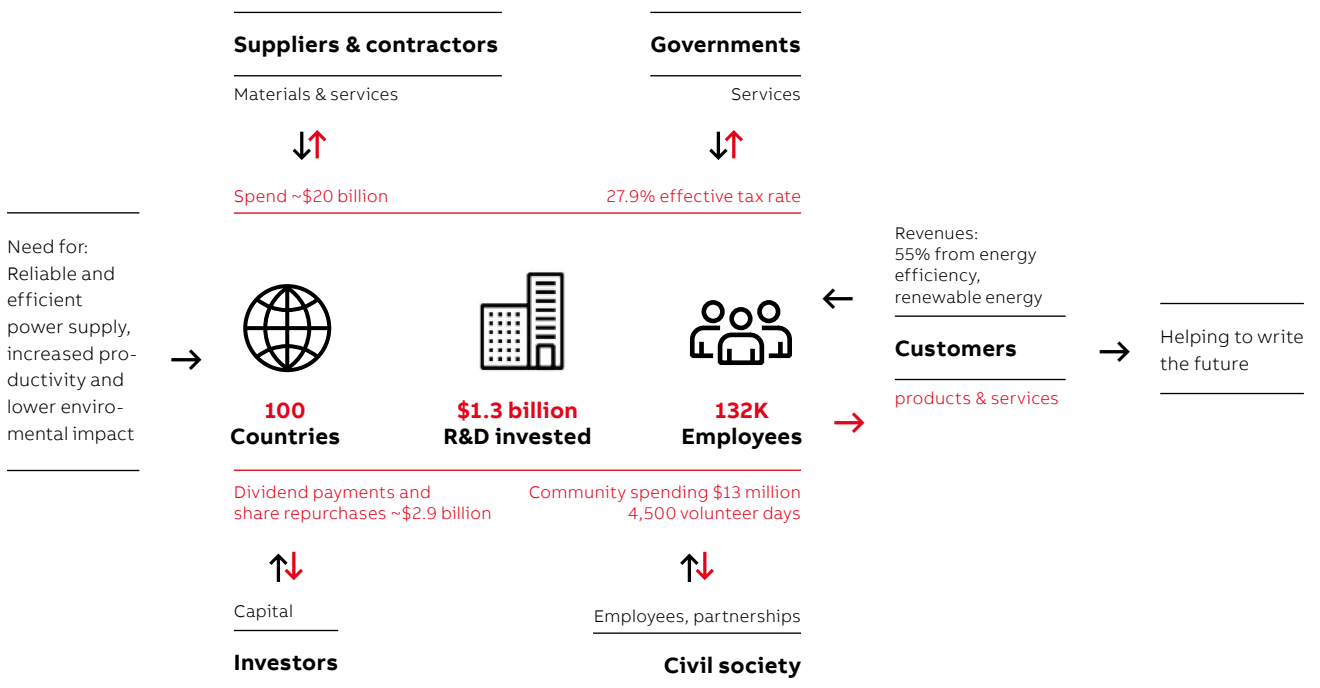 Suppliers & contractors
Materials & services
Spend ~$20 billion
Governments
Services
27.9% effective tax rate
Need for:
Reliable and
efficient
power supply,
increased pro-
ductivity and
lower enviro-
mental impact
100
Countries
$1.3 billion
R&D invested
132K
Employees
Revenues:
55% from energy
efficiency,
renewable energy
Customers
products & services
Helping to write
the future
Dividend payments and
share repurchases ~$2.9 billion
Capital
Investors
Community spending $13 million
4,500 volunteer days
Employees, partnerships
Civil society